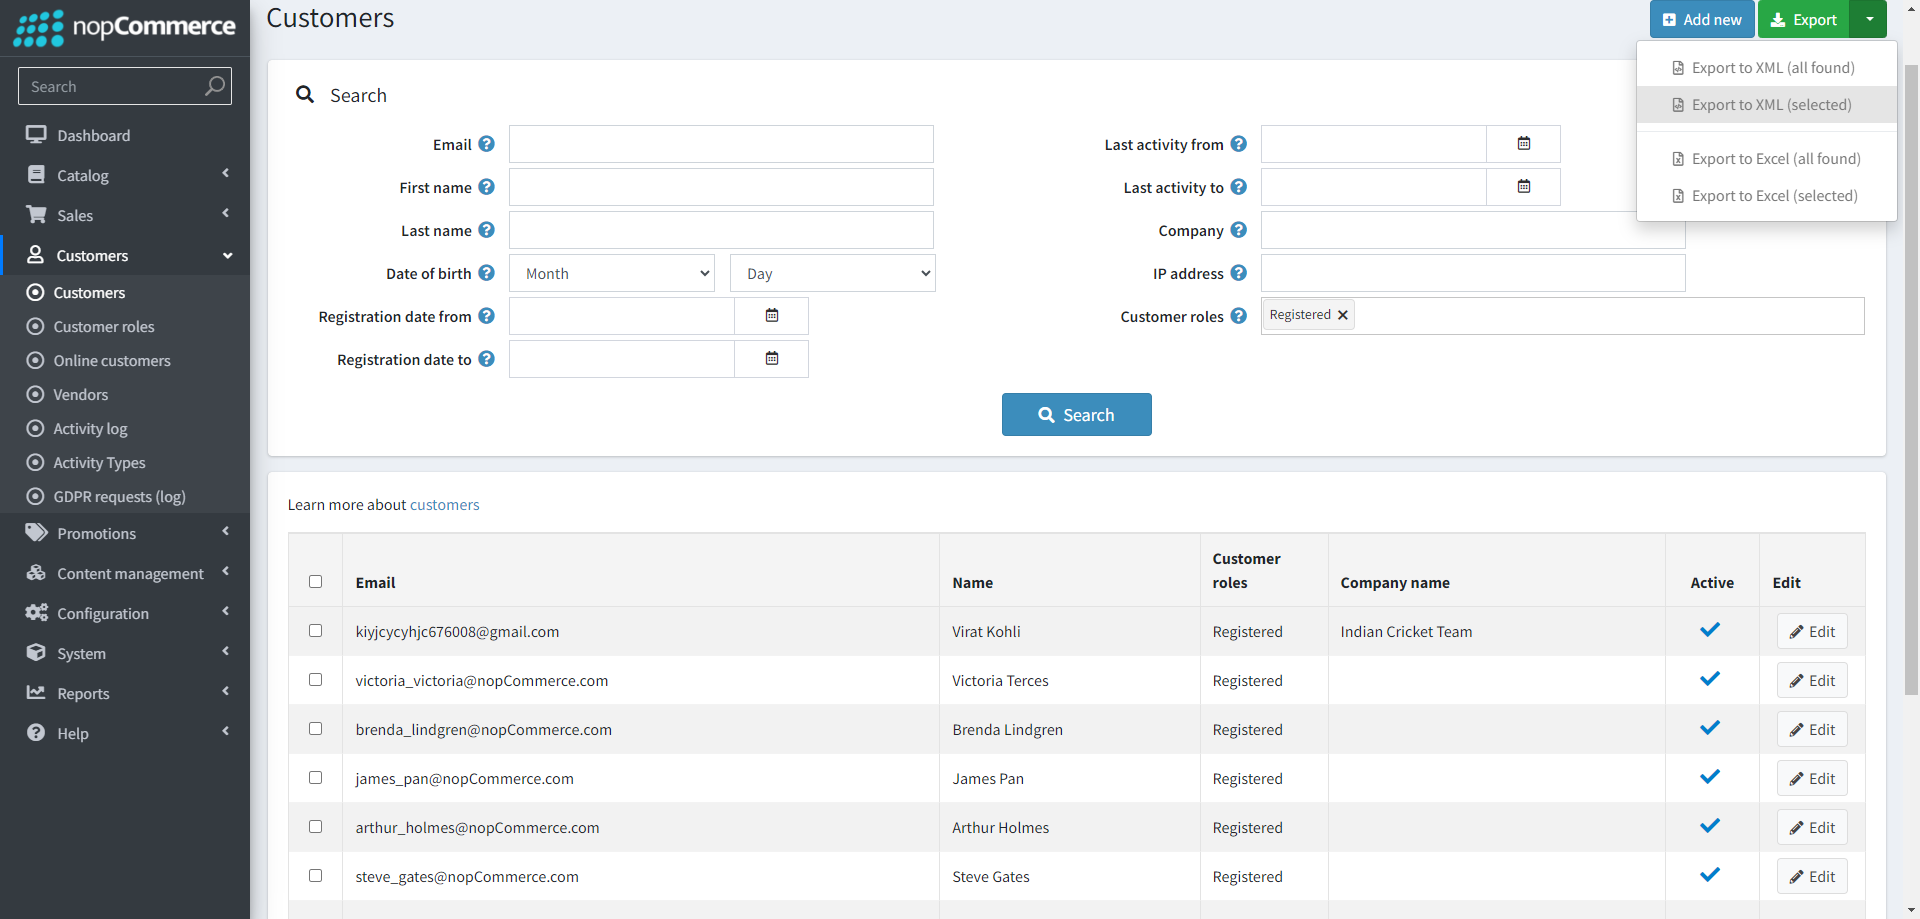 nopCommerce
Customers
Add new
Export
Search
Export to XML (all found)
Export to XML (selected)
Export to Excel (all found)
Export to Excel (selected)
Dashboard
Catalog
Sales
Customers
Customers
Customer roles
Online customers
Vendors
Activity log
Activity Types
GDPR requests (log)
Promotions
Content management
Configuration
System
Reports
Help
Search
Email
First name
Last name
Date of birth Month Day
Registration date from
Registration date to
Last activity from
Last activity to
Company
IP address
Customer roles Registered
Search
Learn more about customers
Email Name Customer roles Company name Active Edit
kiyjcycyhjc676008@gmail.com Virat Kohli Registered Indian Cricket Team Edit
victoria_victoria@nopCommerce.com Victoria Terces Registered Edit
brenda_lindgren@nopCommerce.com Brenda Lindgren Registered Edit
james_pan@nopCommerce.com James Pan Registered Edit
arthur_holmes@nopCommerce.com Arthur Holmes Registered Edit
steve_gates@nopCommerce.com Steve Gates Registered Edit